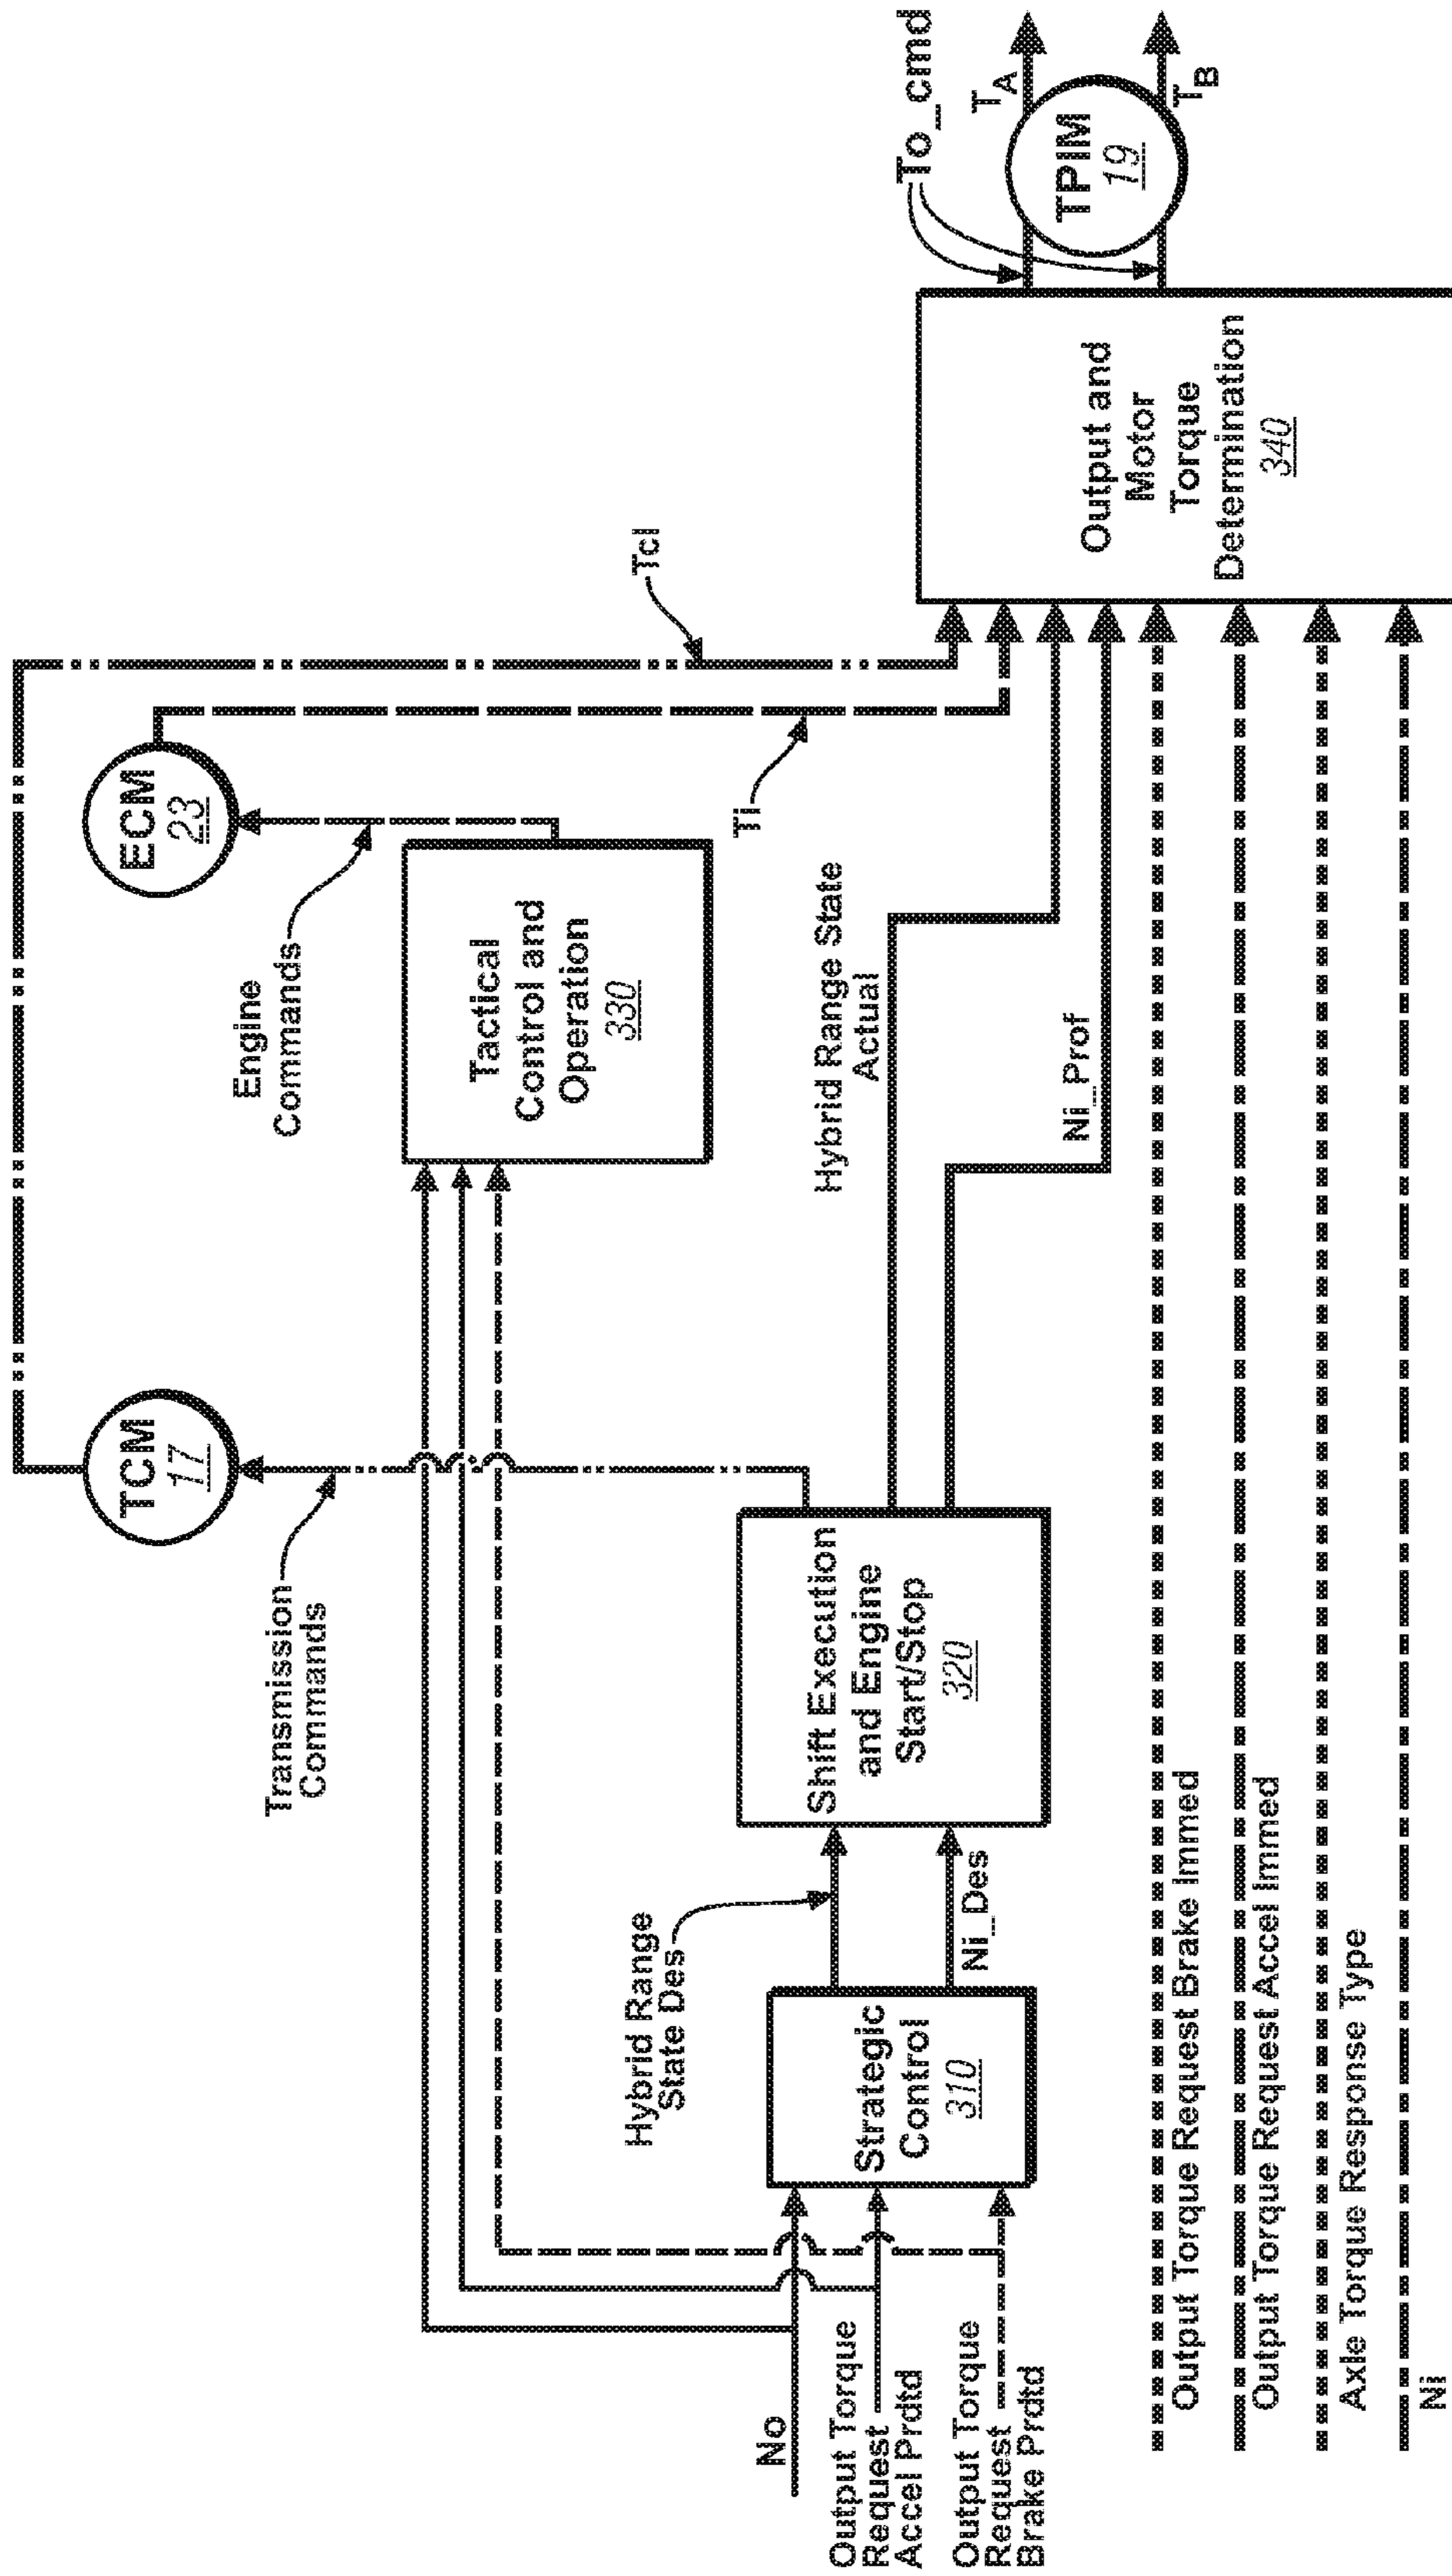 No
Output Torque
Request
Accel Prdtd
Output Torque
Request
Brake Prdtd
Strategic
Control
310
Hybrid Range
State Des
Ni_Des
Shift Execution
and Engine
Start/Stop
320
Transmission
Commands
TCM
17
Tactical
Control and
Operation
330
Engine
Commands
ECM
23
Hybrid Range State
Actual
Ni_Prof
Ti
Tcl
Output Torque Request Brake Immed
Output Torque Request Accel Immed
Axle Torque Response Type
Ni
Output and
Motor
Torque
Determination
340
To_cmd
TPIM
19
TA
TB